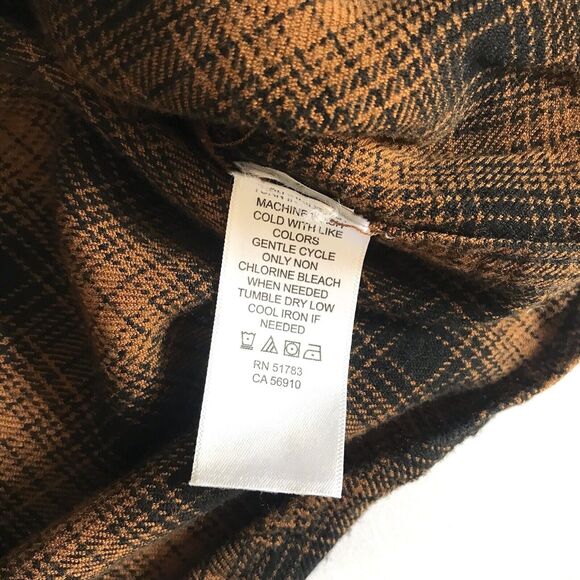 MACHINE WASH
COLD WITH LIKE
COLORS
GENTLE CYCLE
ONLY NON
CHLORINE BLEACH
WHEN NEEDED
TUMBLE DRY LOW
COOL IRON IF
NEEDED
RN 51783
CA 56910